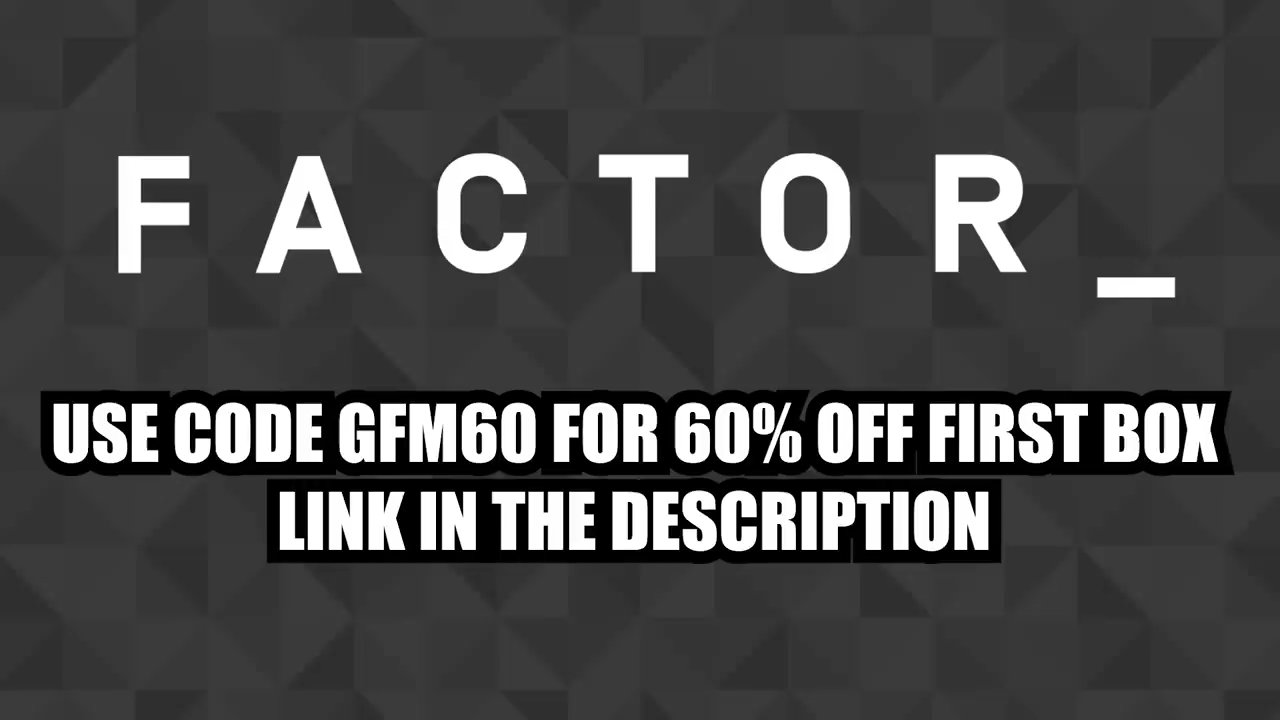 FACTOR_
USE CODE GFM60 FOR 60% OFF FIRST BOX
LINK IN THE DESCRIPTION